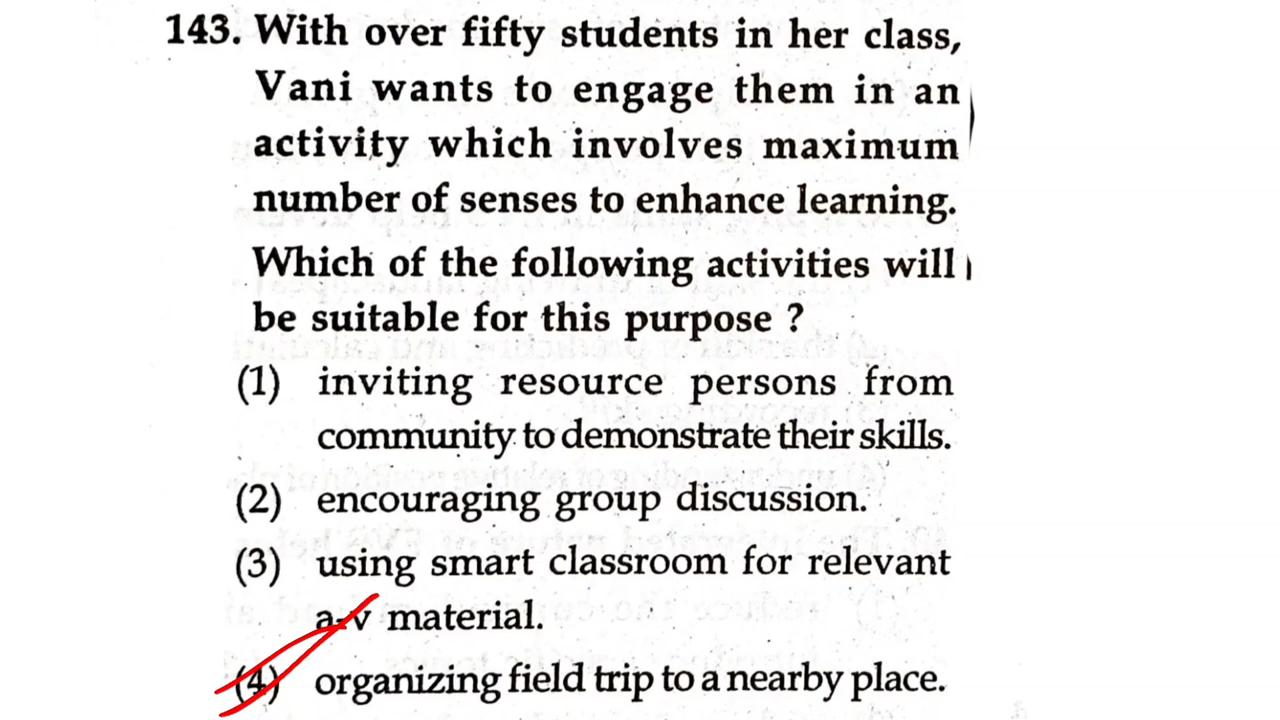 143. With over fifty students in her class,
Vani wants to engage them in an
activity which involves maximum
number of senses to enhance learning.
Which of the following activities will
be suitable for this purpose ?
(1) inviting resource persons from
community to demonstrate their skills.
(2) encouraging group discussion.
(3) using smart classroom for relevant
a-v material.
(4) organizing field trip to a nearby place.